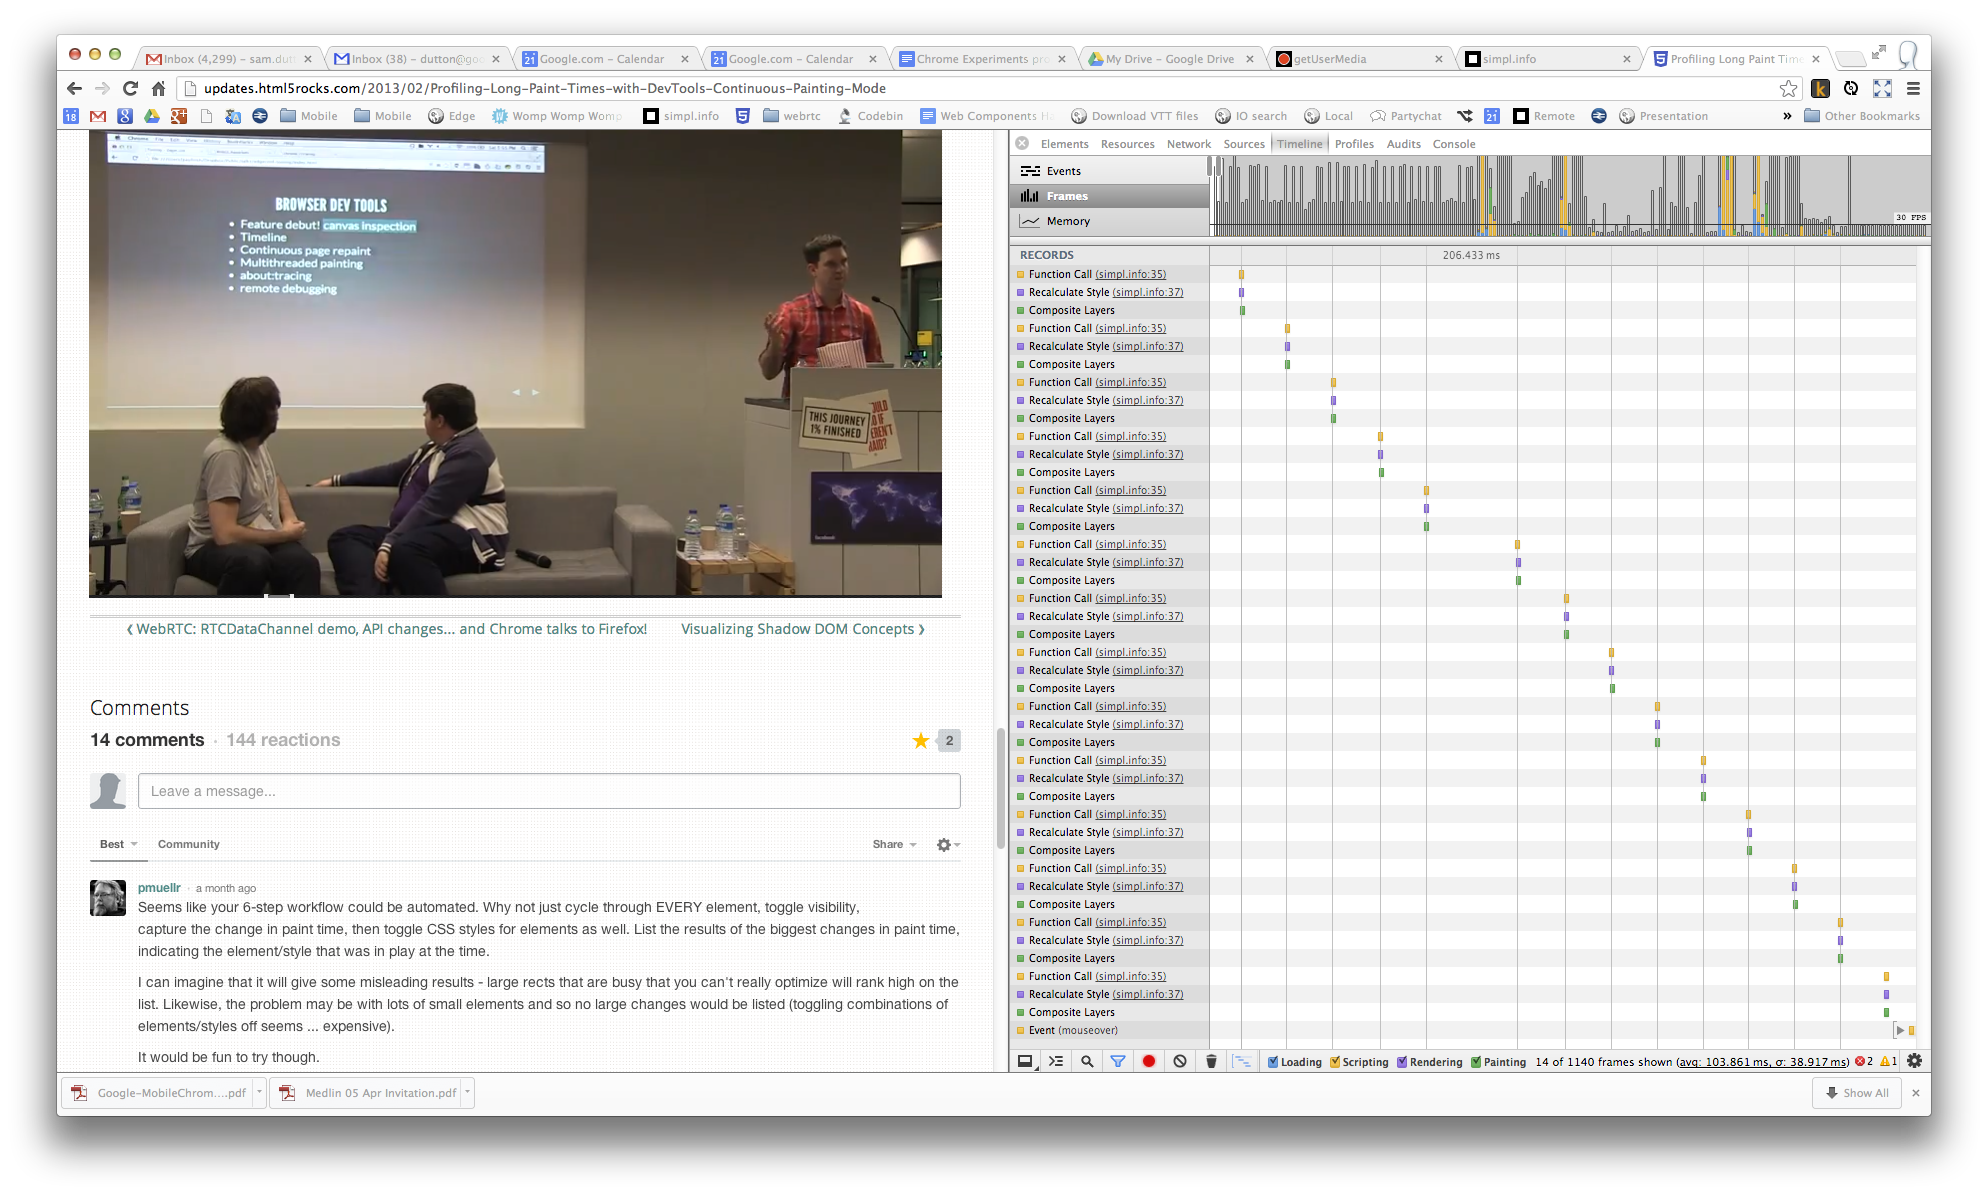 Inbox (4,299) – sam.dut
Inbox (38) – dutton@goo
Google.com – Calendar
Google.com – Calendar
Chrome Experiments pro
My Drive – Google Drive
getUserMedia
simpl.info
Profiling Long Paint Time
updates.html5rocks.com/2013/02/Profiling-Long-Paint-Times-with-DevTools-Continuous-Painting-Mode
Mobile
Mobile
Edge
Womp Womp Womp
simpl.info
webrtc
Codebin
Web Components Ha
Download VTT files
IO search
Local
Partychat
Remote
Presentation
»
Other Bookmarks
BROWSER DEV TOOLS
• Feature debut! canvas inspection
• Timeline
• Continuous page repaint
• Multithreaded painting
• about:tracing
• remote debugging
THIS JOURNEY
1% FINISHED
facebook
‹ WebRTC: RTCDataChannel demo, API changes... and Chrome talks to Firefox!
Visualizing Shadow DOM Concepts ›
Comments
14 comments · 144 reactions
2
Leave a message...
Best
Community
Share
pmuellr · a month ago
Seems like your 6-step workflow could be automated. Why not just cycle through EVERY element, toggle visibility,
capture the change in paint time, then toggle CSS styles for elements as well. List the results of the biggest changes in paint time,
indicating the element/style that was in play at the time.
I can imagine that it will give some misleading results - large rects that are busy that you can't really optimize will rank high on the
list. Likewise, the problem may be with lots of small elements and so no large changes would be listed (toggling combinations of
elements/styles off seems ... expensive).
It would be fun to try though.
Elements Resources Network Sources Timeline Profiles Audits Console
Events
Frames
Memory
30 FPS
RECORDS
206.433 ms
Function Call (simpl.info:35)
Recalculate Style (simpl.info:37)
Composite Layers
Function Call (simpl.info:35)
Recalculate Style (simpl.info:37)
Composite Layers
Function Call (simpl.info:35)
Recalculate Style (simpl.info:37)
Composite Layers
Function Call (simpl.info:35)
Recalculate Style (simpl.info:37)
Composite Layers
Function Call (simpl.info:35)
Recalculate Style (simpl.info:37)
Composite Layers
Function Call (simpl.info:35)
Recalculate Style (simpl.info:37)
Composite Layers
Function Call (simpl.info:35)
Recalculate Style (simpl.info:37)
Composite Layers
Function Call (simpl.info:35)
Recalculate Style (simpl.info:37)
Composite Layers
Function Call (simpl.info:35)
Recalculate Style (simpl.info:37)
Composite Layers
Function Call (simpl.info:35)
Recalculate Style (simpl.info:37)
Composite Layers
Function Call (simpl.info:35)
Recalculate Style (simpl.info:37)
Composite Layers
Function Call (simpl.info:35)
Recalculate Style (simpl.info:37)
Composite Layers
Function Call (simpl.info:35)
Recalculate Style (simpl.info:37)
Composite Layers
Function Call (simpl.info:35)
Recalculate Style (simpl.info:37)
Composite Layers
Event (mouseover)
Loading Scripting Rendering Painting 14 of 1140 frames shown (avg: 103.861 ms, σ: 38.917 ms) 2 1
Google-MobileChrom....pdf
Medlin 05 Apr Invitation.pdf
Show All